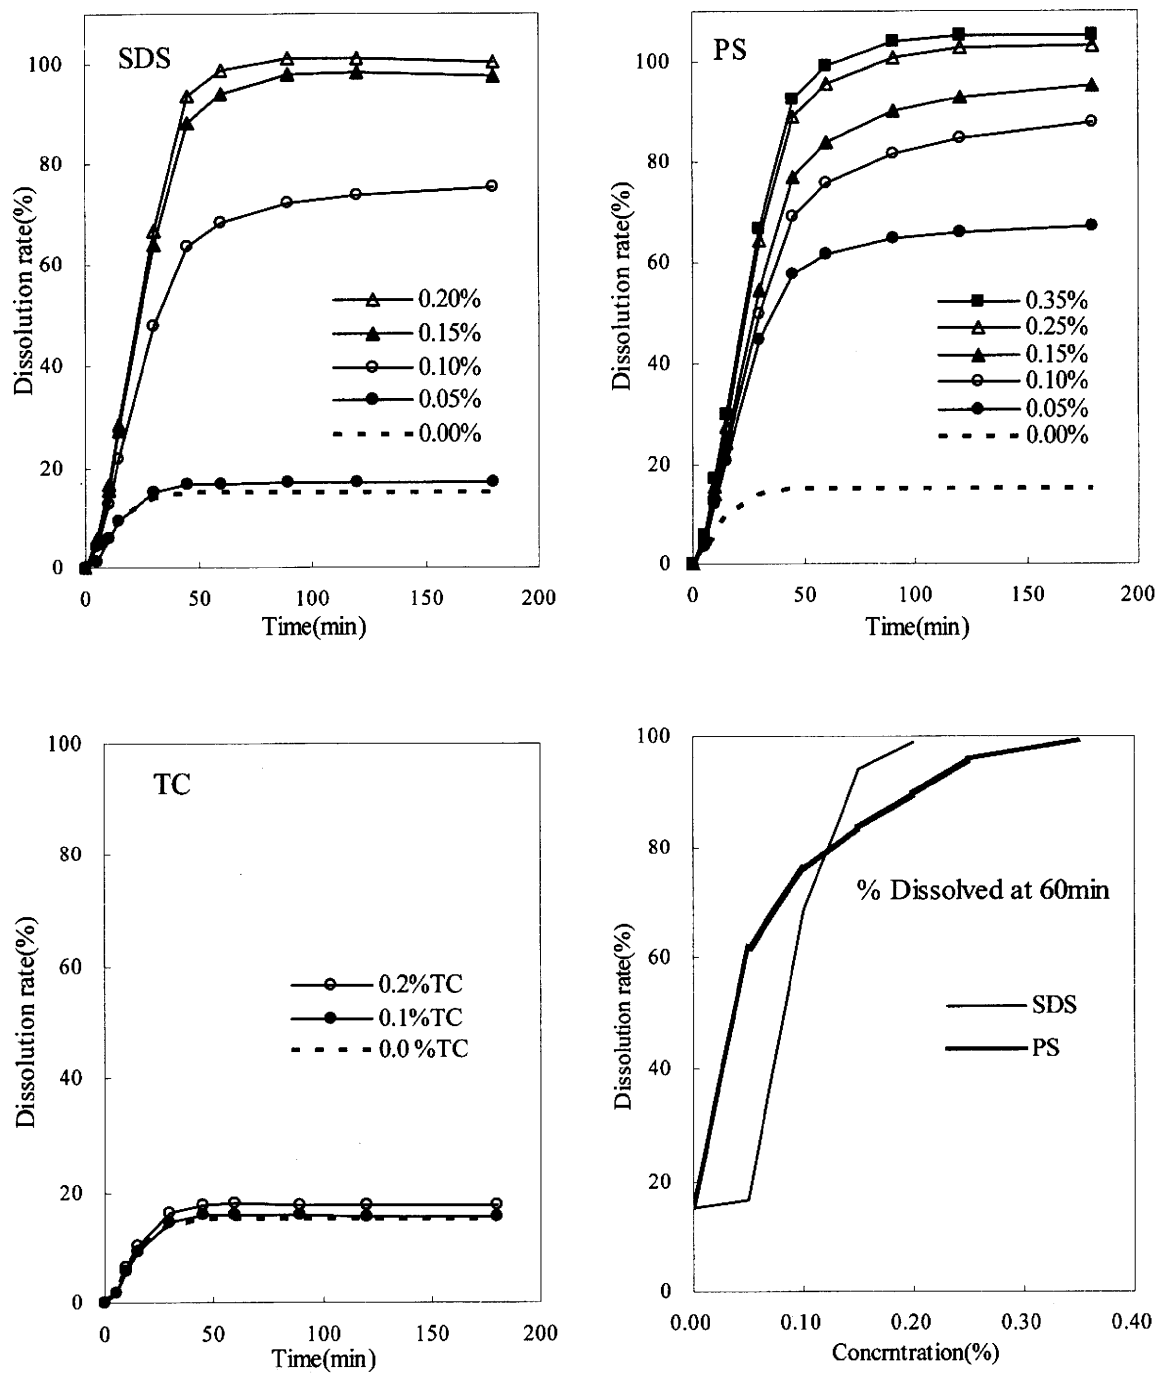 SDS
100
80
60
40
20
0
Dissolution rate(%)
0.20%
0.15%
0.10%
0.05%
0.00%
0 50 100 150 200
Time(min)
PS
100
80
60
40
20
0
Dissolution rate(%)
0.35%
0.25%
0.15%
0.10%
0.05%
0.00%
0 50 100 150 200
Time(min)
TC
100
80
60
40
20
0
Dissolution rate(%)
0.2%TC
0.1%TC
0.0 %TC
0 50 100 150 200
Time(min)
100
80
60
40
20
0
Dissolution rate(%)
% Dissolved at 60min
SDS
PS
0.00 0.10 0.20 0.30 0.40
Concrntration(%)